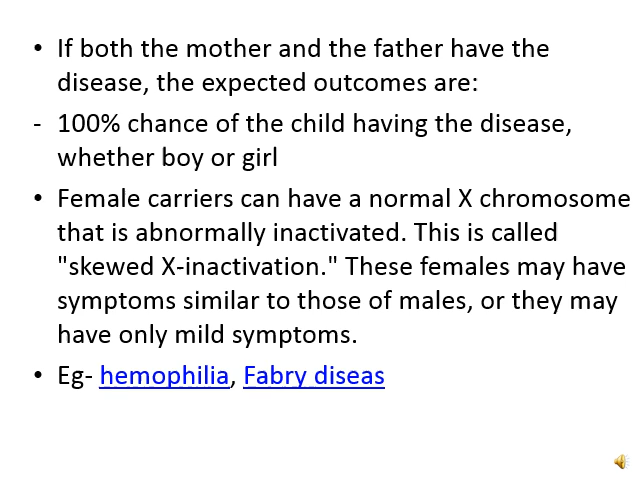 • If both the mother and the father have the
disease, the expected outcomes are:
- 100% chance of the child having the disease,
whether boy or girl
• Female carriers can have a normal X chromosome
that is abnormally inactivated. This is called
"skewed X-inactivation." These females may have
symptoms similar to those of males, or they may
have only mild symptoms.
• Eg- hemophilia, Fabry diseas